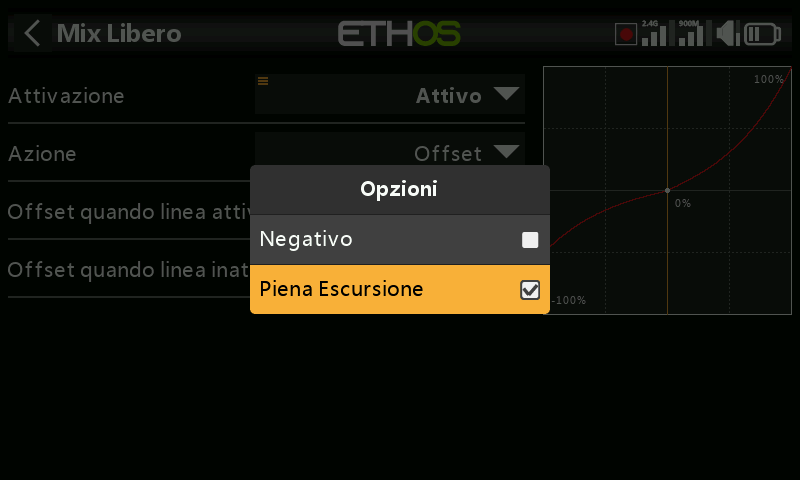 Mix Libero
ETHOS
2.4G
900M
Attivazione
Attivo
Azione
Offset
Offset quando linea attiv
Offset quando linea inat
Opzioni
Negativo
Piena Escursione
100%
0%
-100%